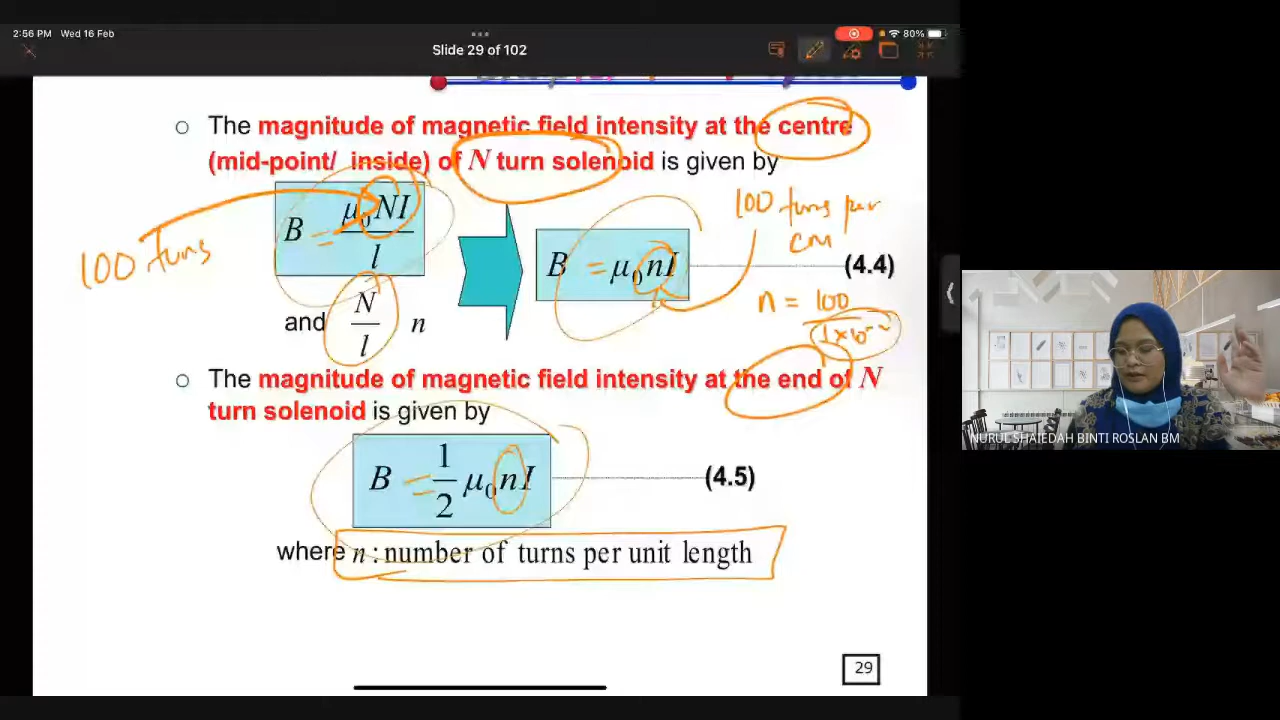 2:56 PM Wed 16 Feb
80%
Slide 29 of 102
The magnitude of magnetic field intensity at the centre
(mid-point/ inside) of N turn solenoid is given by
B = μ₀NI / l
B = μ₀nI
(4.4)
100 turns
100 turns per
cm
and N / l n
n = 100
1×10⁻²
The magnitude of magnetic field intensity at the end of N
turn solenoid is given by
B = 1/2 μ₀nI
(4.5)
where n : number of turns per unit length
29
NURUL SHAIEDAH BINTI ROSLAN BM